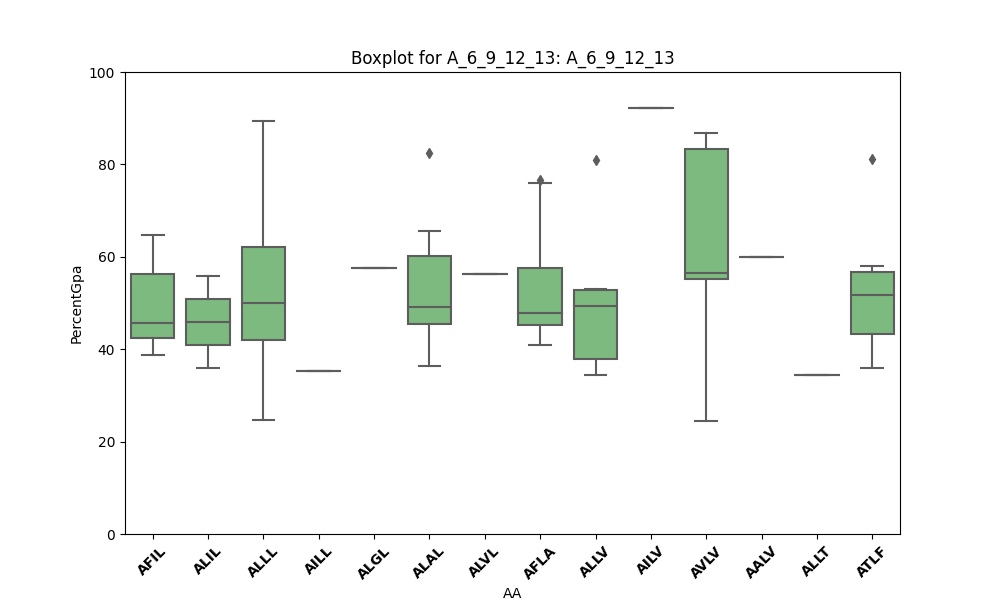 Boxplot for A_6_9_12_13: A_6_9_12_13
100
80
60
40
20
0
PercentGpa
AFIL ALIL ALLL AILL ALGL ALAL ALVL AFLA ALLV AILV AVLV AALV ALLT ATLF
AA